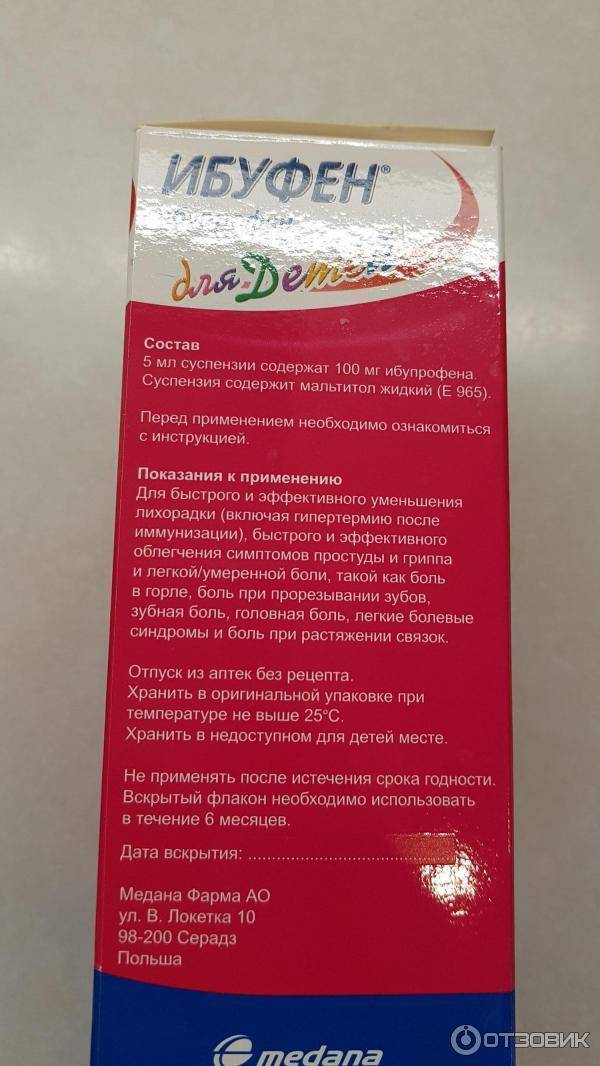 ИБУФЕН®
для Детей
Состав
5 мл суспензии содержат 100 мг ибупрофена.
Суспензия содержит мальтитол жидкий (Е 965).
Перед применением необходимо ознакомиться
с инструкцией.
Показания к применению
Для быстрого и эффективного уменьшения
лихорадки (включая гипертермию после
иммунизации), быстрого и эффективного
облегчения симптомов простуды и гриппа
и легкой/умеренной боли, такой как боль
в горле, боль при прорезывании зубов,
зубная боль, головная боль, легкие болевые
синдромы и боль при растяжении связок.
Отпуск из аптек без рецепта.
Хранить в оригинальной упаковке при
температуре не выше 25°С.
Хранить в недоступном для детей месте.
Не применять после истечения срока годности.
Вскрытый флакон необходимо использовать
в течение 6 месяцев.
Дата вскрытия: ............................................
Медана Фарма АО
ул. В. Локетка 10
98-200 Серадз
Польша
medana
ОТЗОВИК